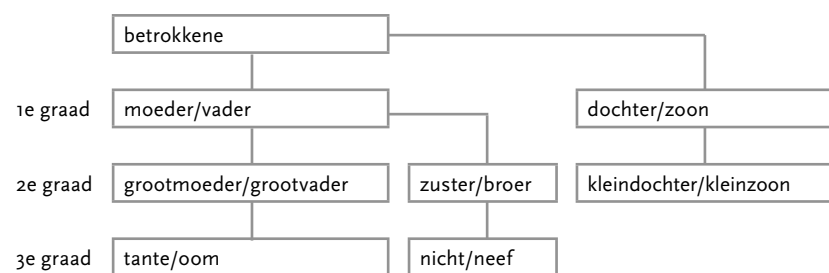 betrokkene
1e graad moeder/vader dochter/zoon
2e graad grootmoeder/grootvader zuster/broer kleindochter/kleinzoon
3e graad tante/oom nicht/neef